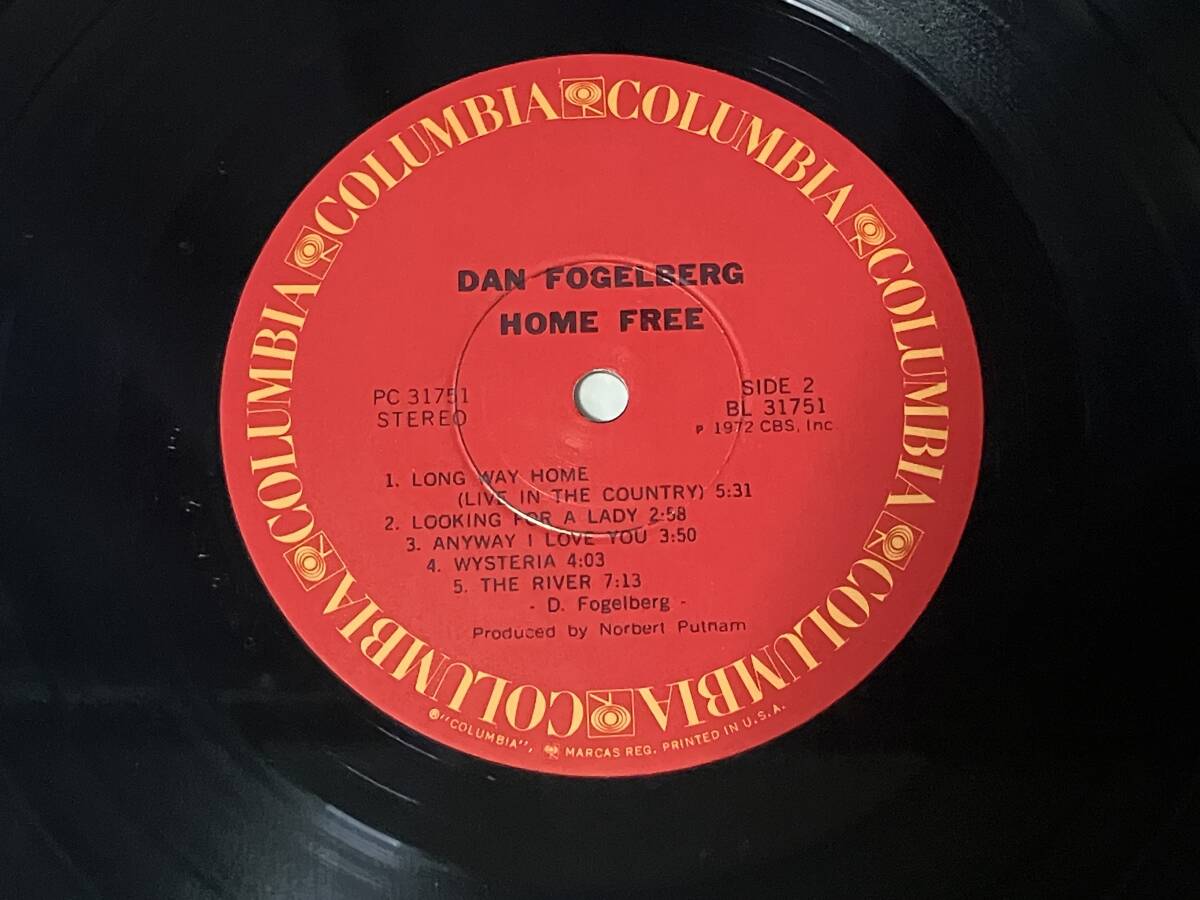 COLUMBIA COLUMBIA COLUMBIA COLUMBIA COLUMBIA COLUMBIA
DAN FOGELBERG
HOME FREE
PC 31751
STEREO
SIDE 2
BL 31751
℗ 1972 CBS, Inc.
1. LONG WAY HOME
(LIVE IN THE COUNTRY) 5:31
2. LOOKING FOR A LADY 2:58
3. ANYWAY I LOVE YOU 3:50
4. WYSTERIA 4:03
5. THE RIVER 7:13
- D. Fogelberg -
Produced by Norbert Putnam
®"COLUMBIA", MARCAS REG. PRINTED IN U.S.A.